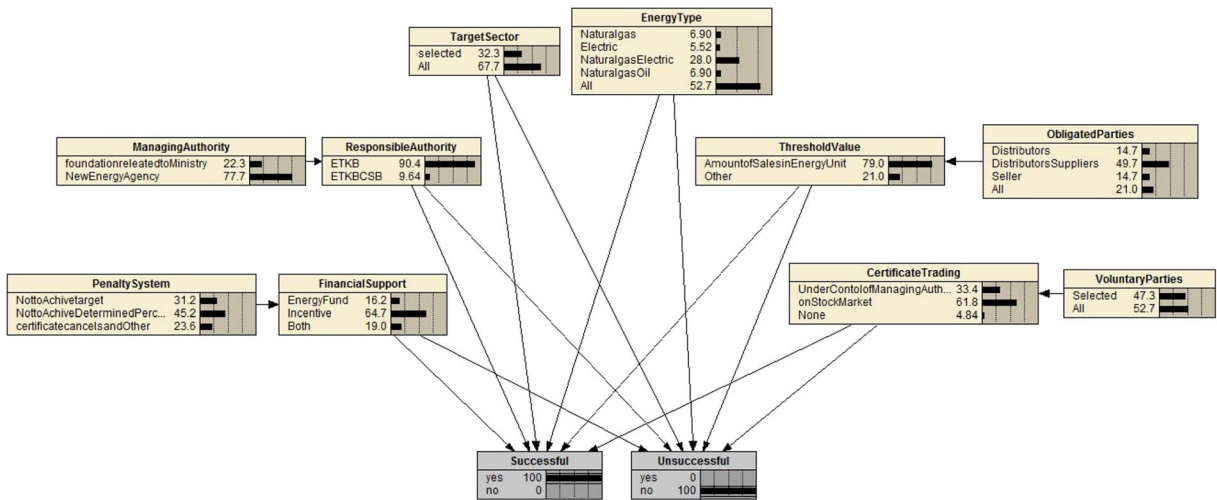 EnergyType
Naturalgas 6.90
Electric 5.52
NaturalgasElectric 28.0
NaturalgasOil 6.90
All 52.7
TargetSector
selected 32.3
All 67.7
ManagingAuthority
foundationreleatedtoMinistry 22.3
NewEnergyAgency 77.7
ResponsibleAuthority
ETKB 90.4
ETKBCSB 9.64
ThresholdValue
AmountofSalesinEnergyUnit 79.0
Other 21.0
ObligatedParties
Distributors 14.7
DistributorsSuppliers 49.7
Seller 14.7
All 21.0
PenaltySystem
NottoAchivetarget 31.2
NottoAchiveDeterminedPerc... 45.2
certificatecancelsandOther 23.6
FinancialSupport
EnergyFund 16.2
Incentive 64.7
Both 19.0
CertificateTrading
UnderContolofManagingAuth... 33.4
onStockMarket 61.8
None 4.84
VoluntaryParties
Selected 47.3
All 52.7
Successful
yes 100
no 0
Unsuccessful
yes 0
no 100